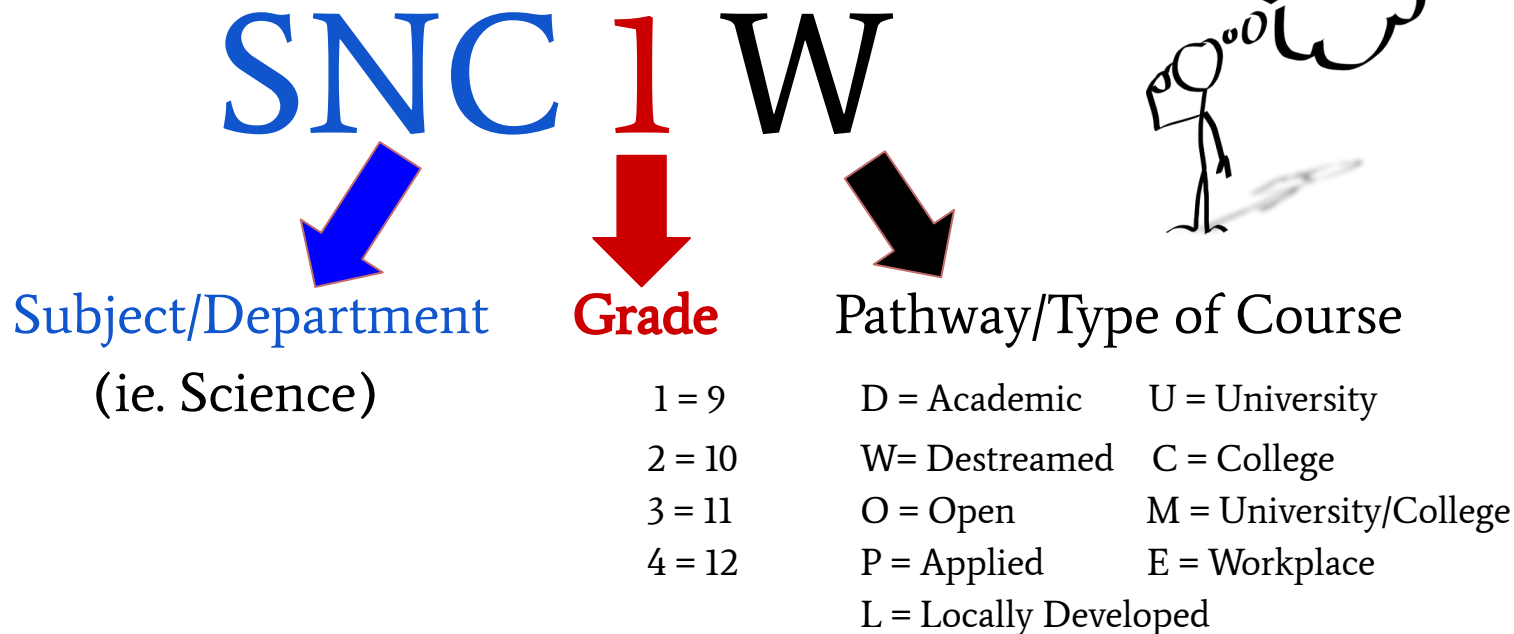 SNC 1 W
Subject/Department Grade Pathway/Type of Course
(ie. Science)
1 = 9 D = Academic U = University
2 = 10 W= Destreamed C = College
3 = 11 O = Open M = University/College
4 = 12 P = Applied E = Workplace
L = Locally Developed